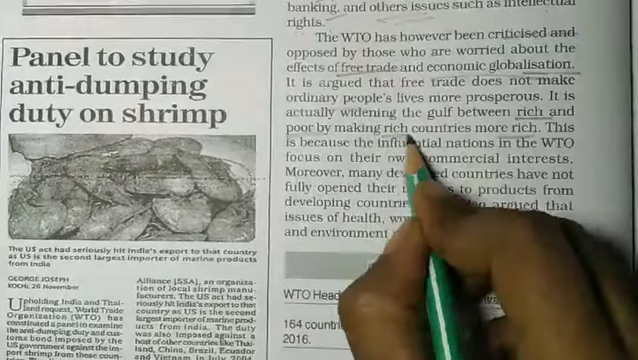 Panel to study
anti-dumping
duty on shrimp
The US act had seriously hit India's export to that country
as US is the second largest importer of marine products
from India
GEORGE JOSEPH
KOCHI, 26 November
Upholding India and Thai-
land request, World Trade
Organization (WTO) has
constituted a panel to examine
the anti-dumping duty and cus-
toms bond imposed by the
US government against the im-
port shrimp from these coun-
Alliance [SSA], an organiza-
tion of local shrimp manu-
facturers. The US act had se-
riously hit India's export to that
country as US is the second
largest importer of marine prod-
ucts from India. The duty
was also imposed against a
host of other countries like Thai-
land, China, Brazil, Ecuador
and Vietnam
banking, and others issues such as intellectual
rights.
The WTO has however been criticised and
opposed by those who are worried about the
effects of free trade and economic globalisation.
It is argued that free trade does not make
ordinary people's lives more prosperous. It is
actually widening the gulf between rich and
poor by making rich countries more rich. This
is because the influential nations in the WTO
focus on their own commercial interests.
Moreover, many countries have not
fully opened their to products from
developing argued that
issues of health,
and environment
WTO
164
2016.